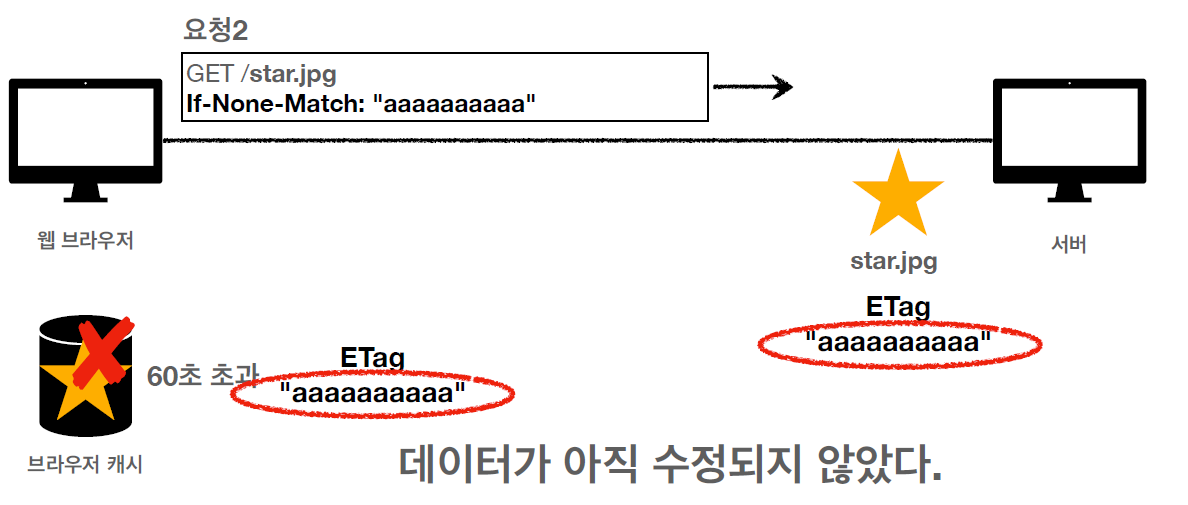 요청2
GET /star.jpg
If-None-Match: "aaaaaaaaaa"
웹 브라우저
서버
star.jpg
ETag
"aaaaaaaaaa"
60초 초과
ETag
"aaaaaaaaaa"
브라우저 캐시
데이터가 아직 수정되지 않았다.